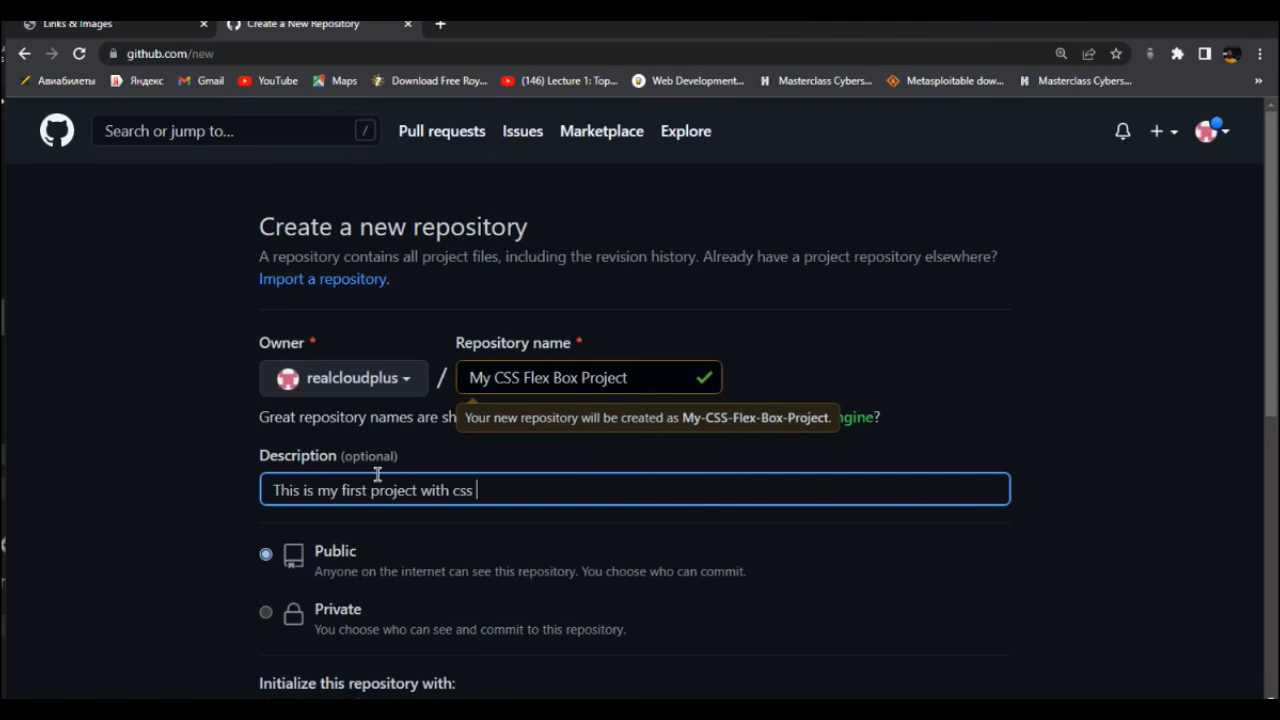 Links & Images
Create a New Repository
github.com/new
Авиабилеты
Яндекс
Gmail
YouTube
Maps
Download Free Roy...
(146) Lecture 1: Top...
Web Development...
Masterclass Cybers...
Metasploitable dow...
Masterclass Cybers...
»
Search or jump to...
/
Pull requests
Issues
Marketplace
Explore
Create a new repository
A repository contains all project files, including the revision history. Already have a project repository elsewhere?
Import a repository.
Owner *
Repository name *
realcloudplus
/
My CSS Flex Box Project
Great repository names are sh
Your new repository will be created as My-CSS-Flex-Box-Project.
ngine?
Description (optional)
This is my first project with css
Public
Anyone on the internet can see this repository. You choose who can commit.
Private
You choose who can see and commit to this repository.
Initialize this repository with: